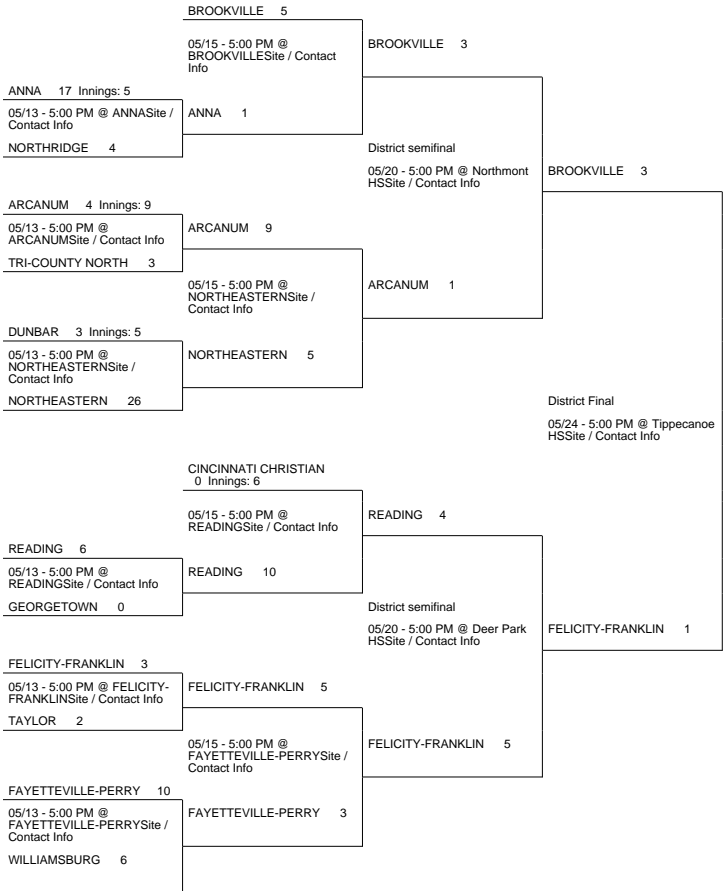 BROOKVILLE 5
05/15 - 5:00 PM @
BROOKVILLESite / Contact
Info
BROOKVILLE 3
ANNA 17 Innings: 5
05/13 - 5:00 PM @ ANNASite /
Contact Info
ANNA 1
NORTHRIDGE 4
District semifinal
05/20 - 5:00 PM @ Northmont
HSSite / Contact Info
BROOKVILLE 3
ARCANUM 4 Innings: 9
05/13 - 5:00 PM @
ARCANUMSite / Contact Info
ARCANUM 9
TRI-COUNTY NORTH 3
05/15 - 5:00 PM @
NORTHEASTERNSite /
Contact Info
ARCANUM 1
DUNBAR 3 Innings: 5
05/13 - 5:00 PM @
NORTHEASTERNSite /
Contact Info
NORTHEASTERN 5
NORTHEASTERN 26
District Final
05/24 - 5:00 PM @ Tippecanoe
HSSite / Contact Info
CINCINNATI CHRISTIAN
0 Innings: 6
05/15 - 5:00 PM @
READINGSite / Contact Info
READING 4
READING 6
05/13 - 5:00 PM @
READINGSite / Contact Info
READING 10
GEORGETOWN 0
District semifinal
05/20 - 5:00 PM @ Deer Park
HSSite / Contact Info
FELICITY-FRANKLIN 1
FELICITY-FRANKLIN 3
05/13 - 5:00 PM @ FELICITY-
FRANKLINSite / Contact Info
FELICITY-FRANKLIN 5
TAYLOR 2
05/15 - 5:00 PM @
FAYETTEVILLE-PERRYSite /
Contact Info
FELICITY-FRANKLIN 5
FAYETTEVILLE-PERRY 10
05/13 - 5:00 PM @
FAYETTEVILLE-PERRYSite /
Contact Info
FAYETTEVILLE-PERRY 3
WILLIAMSBURG 6